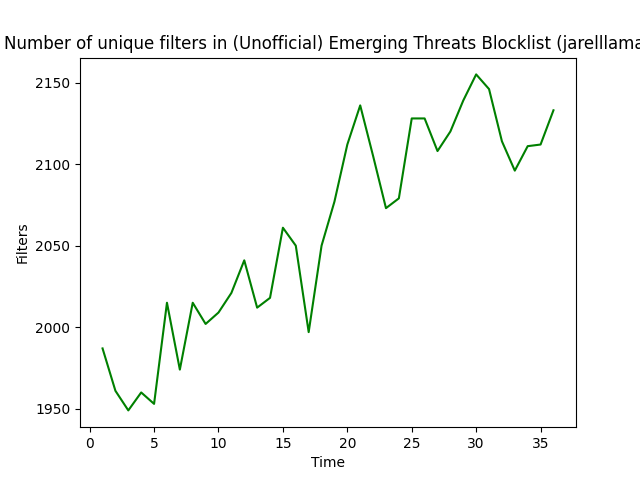 Number of unique filters in (Unofficial) Emerging Threats Blocklist (jarelllama
2150
2100
2050
2000
1950
Filters
0 5 10 15 20 25 30 35
Time